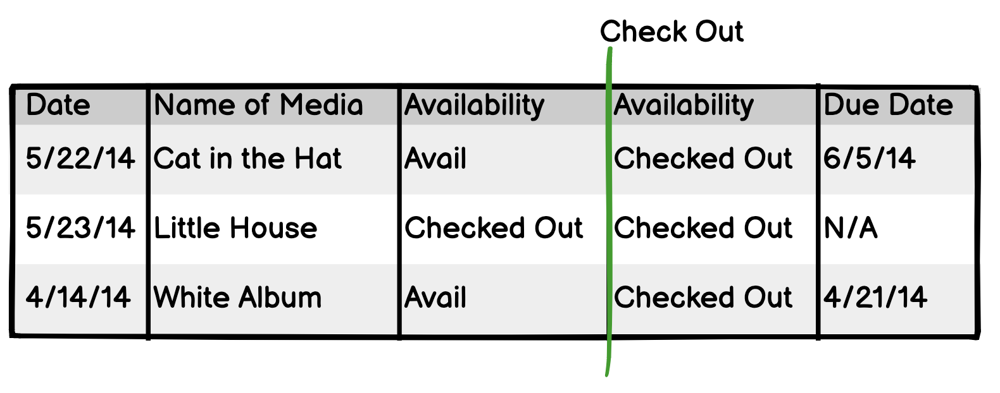 Check Out
Date Name of Media Availability Availability Due Date
5/22/14 Cat in the Hat Avail Checked Out 6/5/14
5/23/14 Little House Checked Out Checked Out N/A
4/14/14 White Album Avail Checked Out 4/21/14